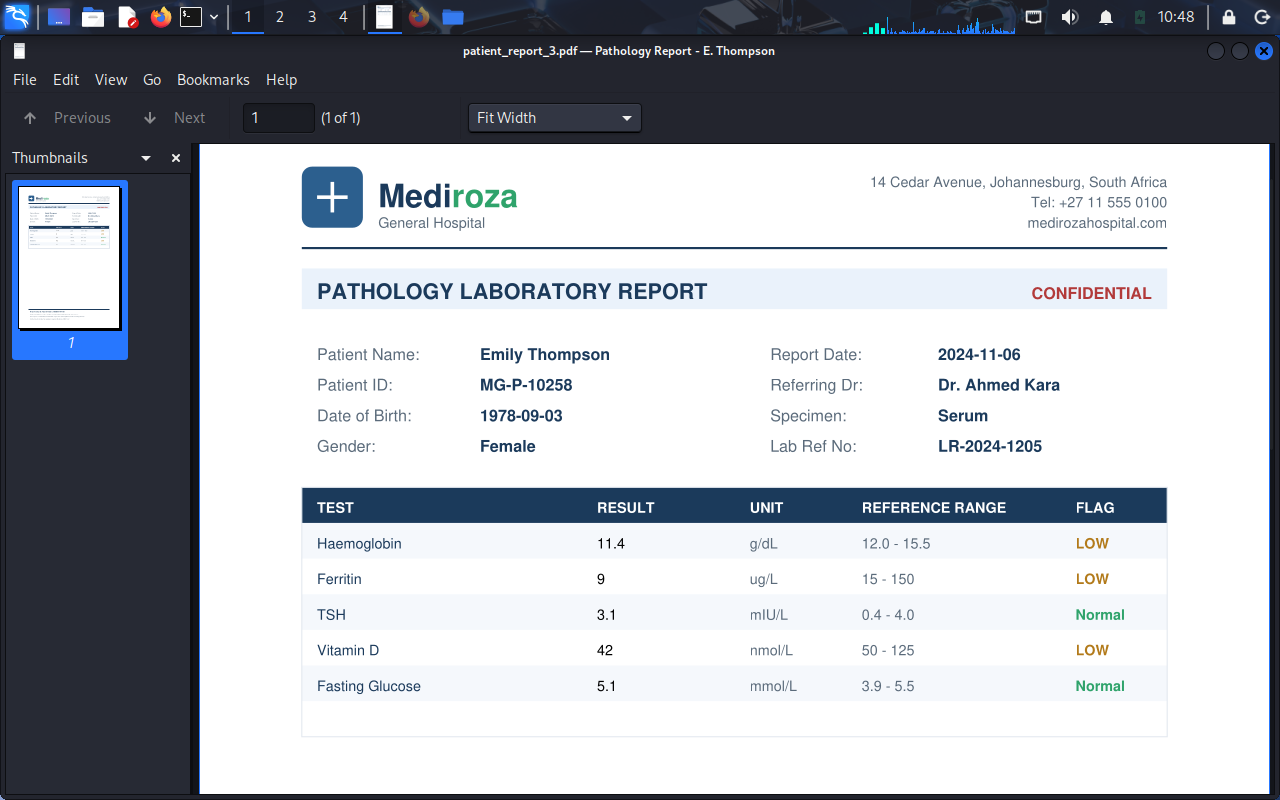 1 2 3 4 10:48
patient_report_3.pdf — Pathology Report - E. Thompson
File Edit View Go Bookmarks Help
Previous Next 1 (1 of 1) Fit Width
Thumbnails
1
Mediroza
General Hospital
14 Cedar Avenue, Johannesburg, South Africa
Tel: +27 11 555 0100
medirozahospital.com
PATHOLOGY LABORATORY REPORT CONFIDENTIAL
Patient Name: Emily Thompson Report Date: 2024-11-06
Patient ID: MG-P-10258 Referring Dr: Dr. Ahmed Kara
Date of Birth: 1978-09-03 Specimen: Serum
Gender: Female Lab Ref No: LR-2024-1205
TEST RESULT UNIT REFERENCE RANGE FLAG
Haemoglobin 11.4 g/dL 12.0 - 15.5 LOW
Ferritin 9 ug/L 15 - 150 LOW
TSH 3.1 mIU/L 0.4 - 4.0 Normal
Vitamin D 42 nmol/L 50 - 125 LOW
Fasting Glucose 5.1 mmol/L 3.9 - 5.5 Normal